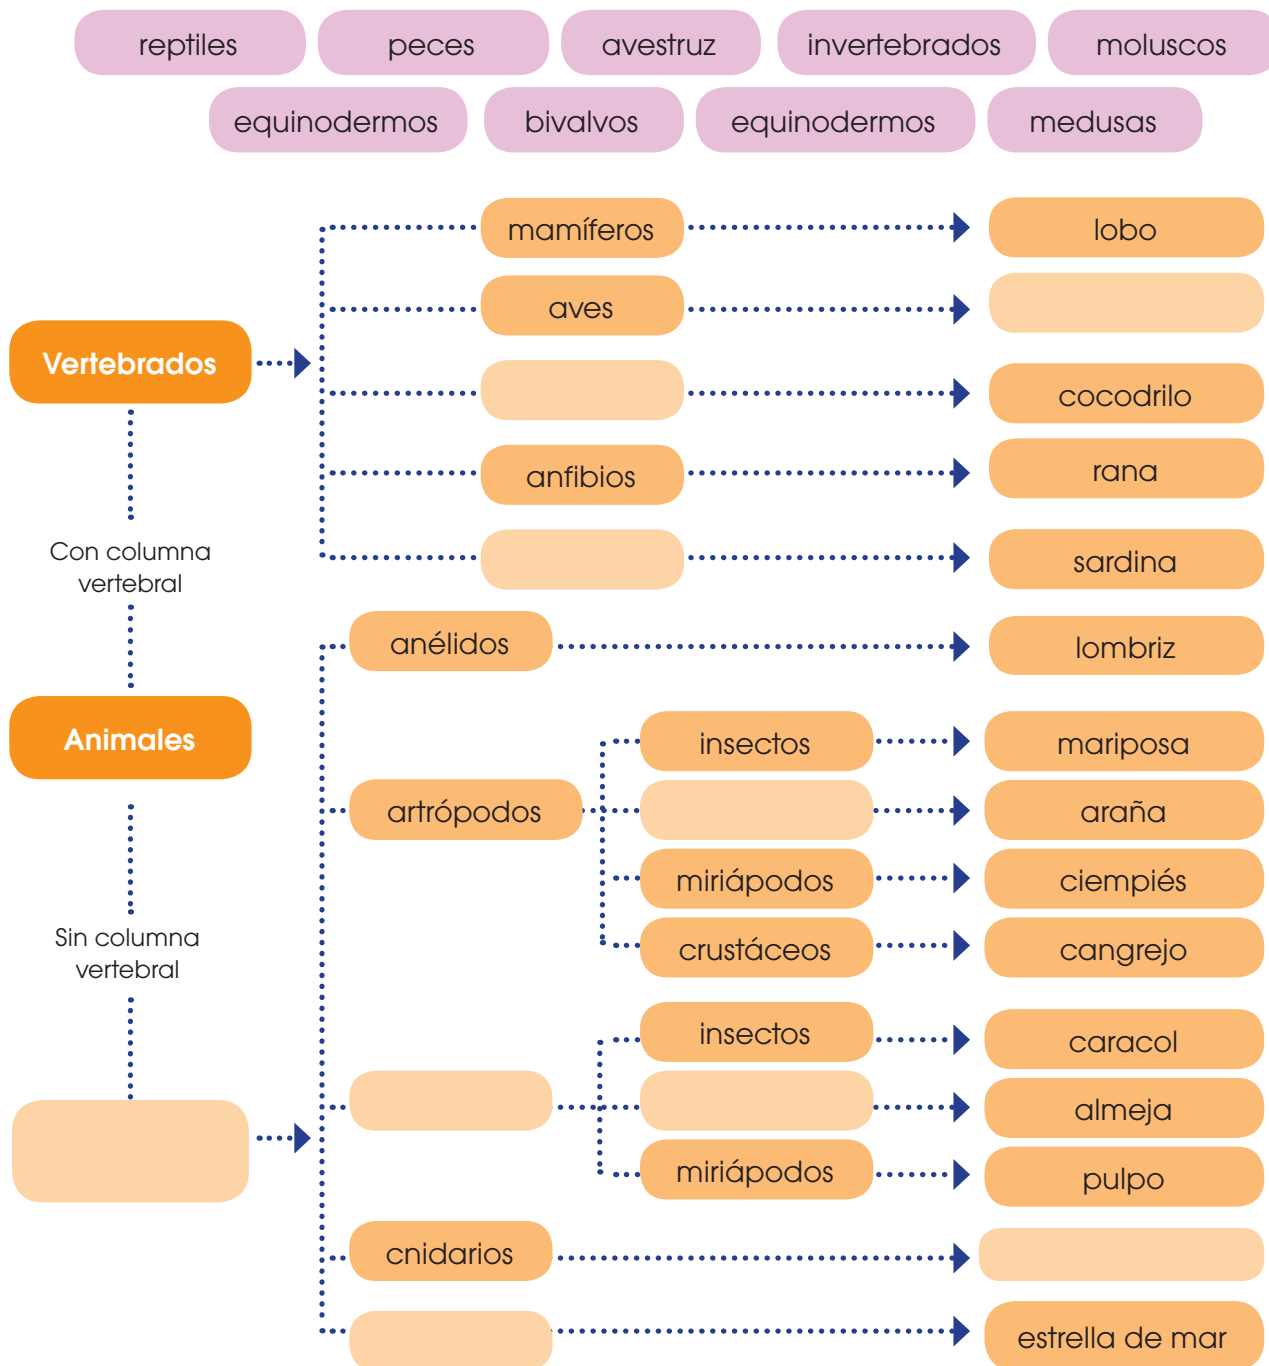 reptiles peces avestruz invertebrados moluscos
equinodermos bivalvos equinodermos medusas
mamíferos lobo
aves
Vertebrados
cocodrilo
anfibios rana
sardina
Con columna
vertebral
anélidos lombriz
Animales
insectos mariposa
artrópodos araña
miriápodos ciempiés
crustáceos cangrejo
Sin columna
vertebral
insectos caracol
almeja
miriápodos pulpo
cnidarios
estrella de mar